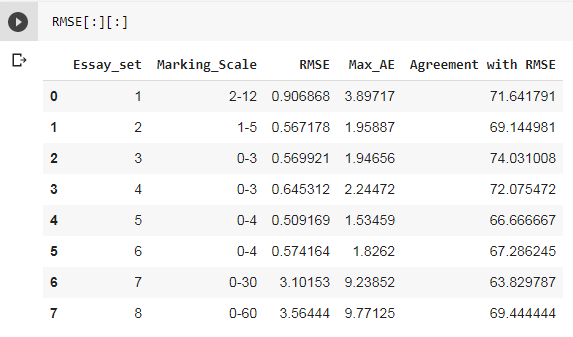 RMSE[:][:]
Essay_set Marking_Scale RMSE Max_AE Agreement with RMSE
0 1 2-12 0.906868 3.89717 71.641791
1 2 1-5 0.567178 1.95887 69.144981
2 3 0-3 0.569921 1.94656 74.031008
3 4 0-3 0.645312 2.24472 72.075472
4 5 0-4 0.509169 1.53459 66.666667
5 6 0-4 0.574164 1.8262 67.286245
6 7 0-30 3.10153 9.23852 63.829787
7 8 0-60 3.56444 9.77125 69.444444